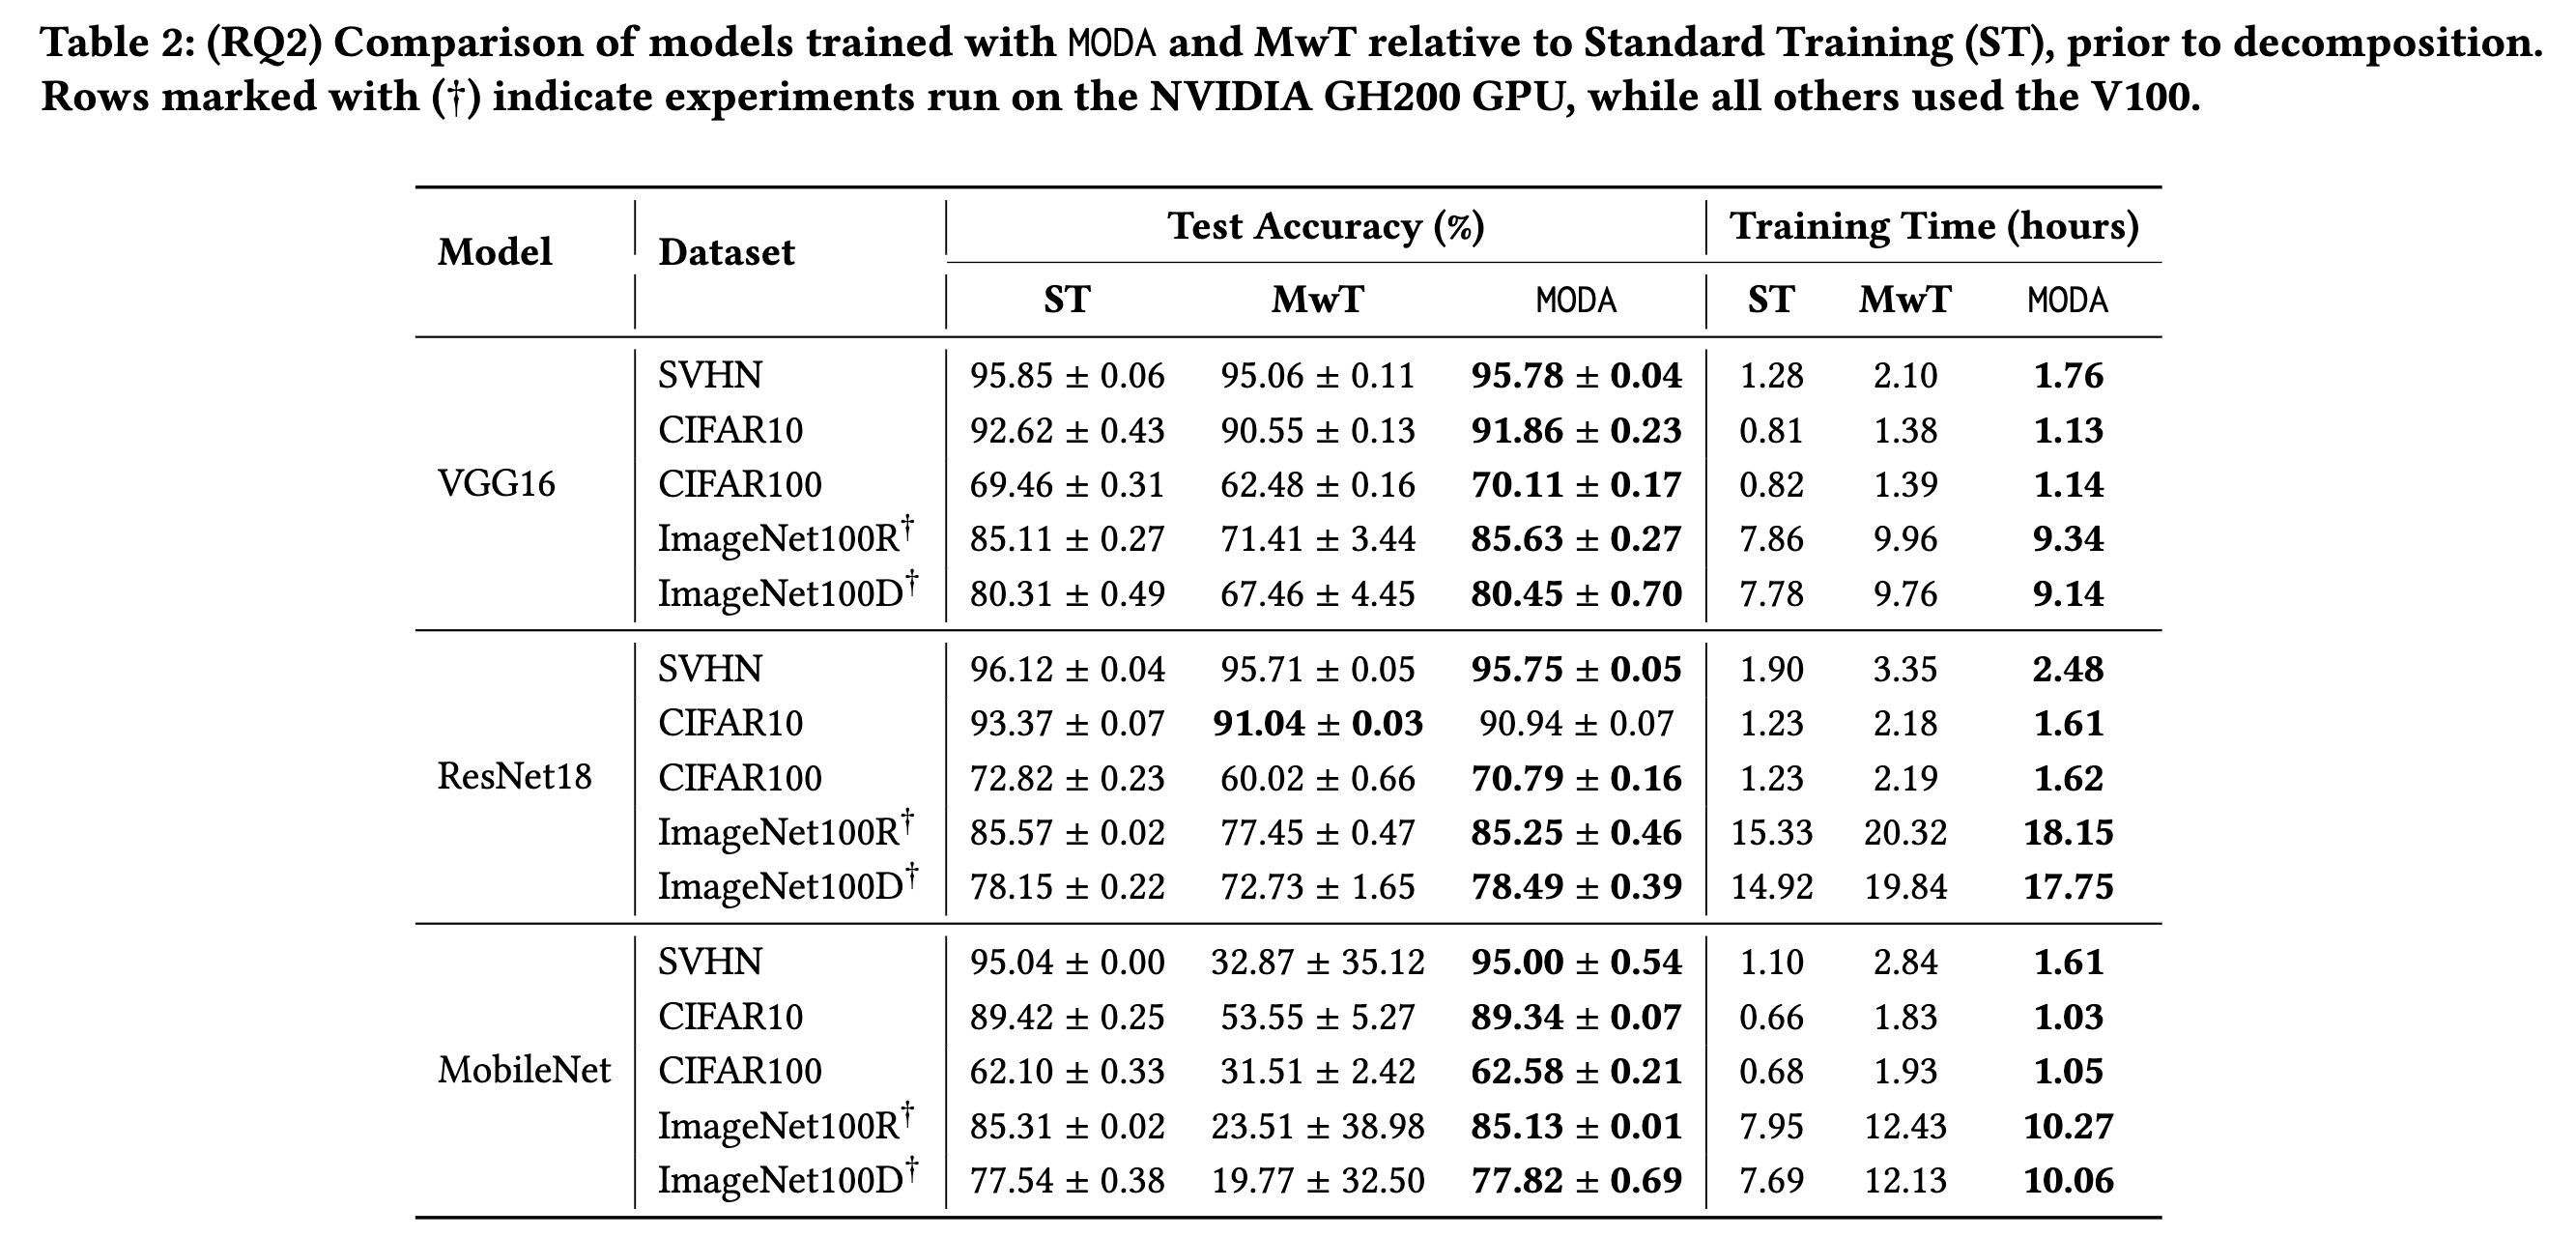 Table 2: (RQ2) Comparison of models trained with MODA and MwT relative to Standard Training (ST), prior to decomposition.
Rows marked with (†) indicate experiments run on the NVIDIA GH200 GPU, while all others used the V100.
Model Dataset Test Accuracy (%) Training Time (hours)
ST MwT MODA ST MwT MODA
SVHN 95.85 ± 0.06 95.06 ± 0.11 95.78 ± 0.04 1.28 2.10 1.76
CIFAR10 92.62 ± 0.43 90.55 ± 0.13 91.86 ± 0.23 0.81 1.38 1.13
VGG16 CIFAR100 69.46 ± 0.31 62.48 ± 0.16 70.11 ± 0.17 0.82 1.39 1.14
ImageNet100R† 85.11 ± 0.27 71.41 ± 3.44 85.63 ± 0.27 7.86 9.96 9.34
ImageNet100D† 80.31 ± 0.49 67.46 ± 4.45 80.45 ± 0.70 7.78 9.76 9.14
SVHN 96.12 ± 0.04 95.71 ± 0.05 95.75 ± 0.05 1.90 3.35 2.48
CIFAR10 93.37 ± 0.07 91.04 ± 0.03 90.94 ± 0.07 1.23 2.18 1.61
ResNet18 CIFAR100 72.82 ± 0.23 60.02 ± 0.66 70.79 ± 0.16 1.23 2.19 1.62
ImageNet100R† 85.57 ± 0.02 77.45 ± 0.47 85.25 ± 0.46 15.33 20.32 18.15
ImageNet100D† 78.15 ± 0.22 72.73 ± 1.65 78.49 ± 0.39 14.92 19.84 17.75
SVHN 95.04 ± 0.00 32.87 ± 35.12 95.00 ± 0.54 1.10 2.84 1.61
CIFAR10 89.42 ± 0.25 53.55 ± 5.27 89.34 ± 0.07 0.66 1.83 1.03
MobileNet CIFAR100 62.10 ± 0.33 31.51 ± 2.42 62.58 ± 0.21 0.68 1.93 1.05
ImageNet100R† 85.31 ± 0.02 23.51 ± 38.98 85.13 ± 0.01 7.95 12.43 10.27
ImageNet100D† 77.54 ± 0.38 19.77 ± 32.50 77.82 ± 0.69 7.69 12.13 10.06